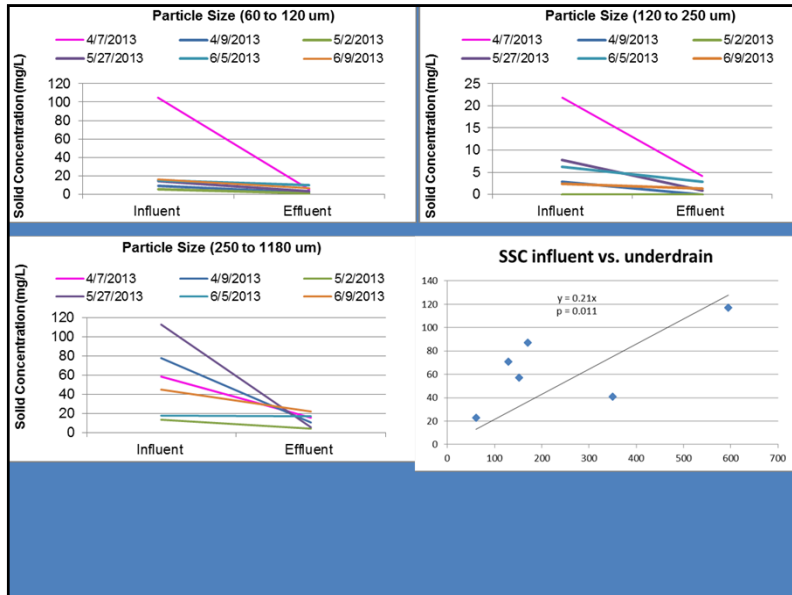 Particle Size (60 to 120 um)
4/7/2013 4/9/2013 5/2/2013
5/27/2013 6/5/2013 6/9/2013
Solid Concentration (mg/L)
120
100
80
60
40
20
0
Influent Effluent
Particle Size (120 to 250 um)
4/7/2013 4/9/2013 5/2/2013
5/27/2013 6/5/2013 6/9/2013
Solid Concentration (mg/L)
25
20
15
10
5
0
Influent Effluent
Particle Size (250 to 1180 um)
4/7/2013 4/9/2013 5/2/2013
5/27/2013 6/5/2013 6/9/2013
Solid Concentration (mg/L)
120
100
80
60
40
20
0
Influent Effluent
SSC influent vs. underdrain
y = 0.21x
p = 0.011
140
120
100
80
60
40
20
0
0 100 200 300 400 500 600 700